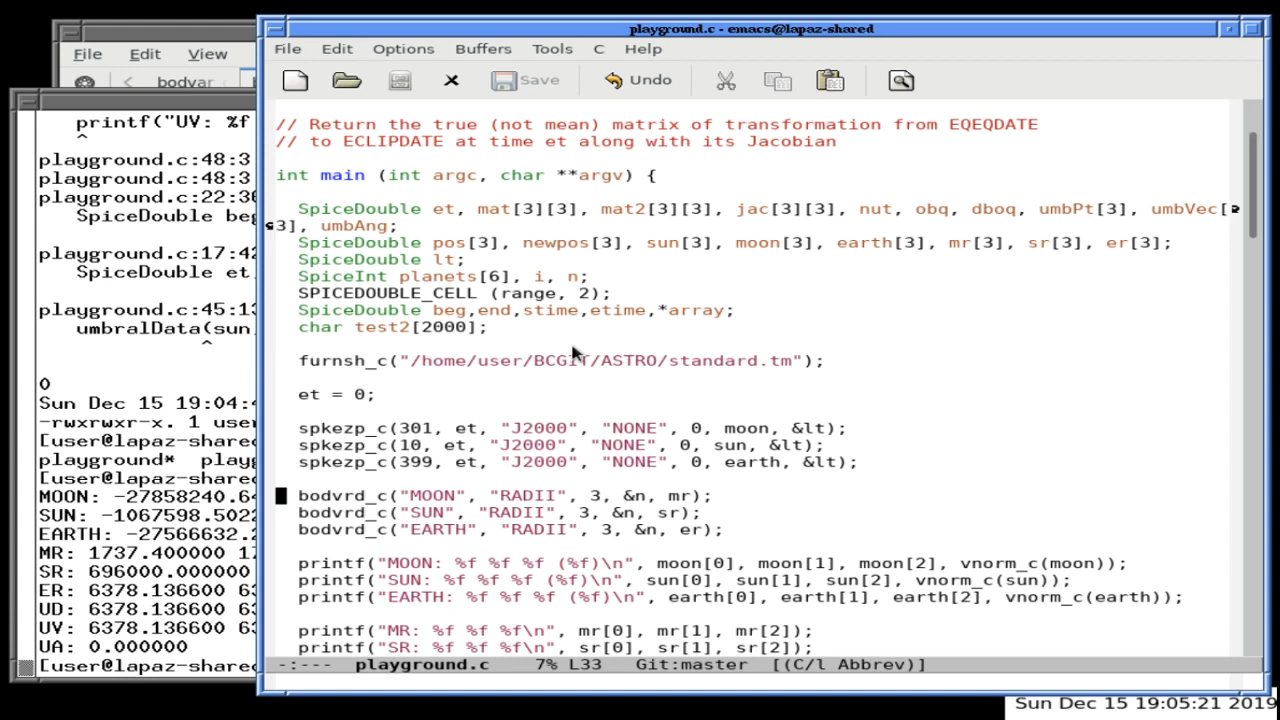 File Edit View
bodyvar
printf("UV: %f
^
playground.c:48:3
playground.c:48:3
playground.c:22:3
SpiceDouble beg
playground.c:17:42
SpiceDouble et
playground.c:45:13
umbralData(sun
^
0
Sun Dec 15 19:04:
-rwxrwxr-x. 1 user
[user@lapaz-shared
playground* playg
[user@lapaz-shared
MOON: -27858240.64
SUN: -1067598.5022
EARTH: -27566632.2
MR: 1737.400000 17
SR: 696000.000000
ER: 6378.136600 63
UD: 6378.136600 63
UV: 6378.136600 63
UA: 0.000000
[user@lapaz-shared
playground.c - emacs@lapaz-shared
File Edit Options Buffers Tools C Help
Save Undo
// Return the true (not mean) matrix of transformation from EQEQDATE
// to ECLIPDATE at time et along with its Jacobian
int main (int argc, char **argv) {
SpiceDouble et, mat[3][3], mat2[3][3], jac[3][3], nut, obq, dboq, umbPt[3], umbVec[
3], umbAng;
SpiceDouble pos[3], newpos[3], sun[3], moon[3], earth[3], mr[3], sr[3], er[3];
SpiceDouble lt;
SpiceInt planets[6], i, n;
SPICEDOUBLE_CELL (range, 2);
SpiceDouble beg,end,stime,etime,*array;
char test2[2000];
furnsh_c("/home/user/BCGIT/ASTRO/standard.tm");
et = 0;
spkezp_c(301, et, "J2000", "NONE", 0, moon, &lt);
spkezp_c(10, et, "J2000", "NONE", 0, sun, &lt);
spkezp_c(399, et, "J2000", "NONE", 0, earth, &lt);
bodvrd_c("MOON", "RADII", 3, &n, mr);
bodvrd_c("SUN", "RADII", 3, &n, sr);
bodvrd_c("EARTH", "RADII", 3, &n, er);
printf("MOON: %f %f %f (%f)\n", moon[0], moon[1], moon[2], vnorm_c(moon));
printf("SUN: %f %f %f (%f)\n", sun[0], sun[1], sun[2], vnorm_c(sun));
printf("EARTH: %f %f %f (%f)\n", earth[0], earth[1], earth[2], vnorm_c(earth));
printf("MR: %f %f %f\n", mr[0], mr[1], mr[2]);
printf("SR: %f %f %f\n", sr[0], sr[1], sr[2]);
-:--- playground.c 7% L33 Git:master [(C/l Abbrev)]
Sun Dec 15 19:05:21 2019